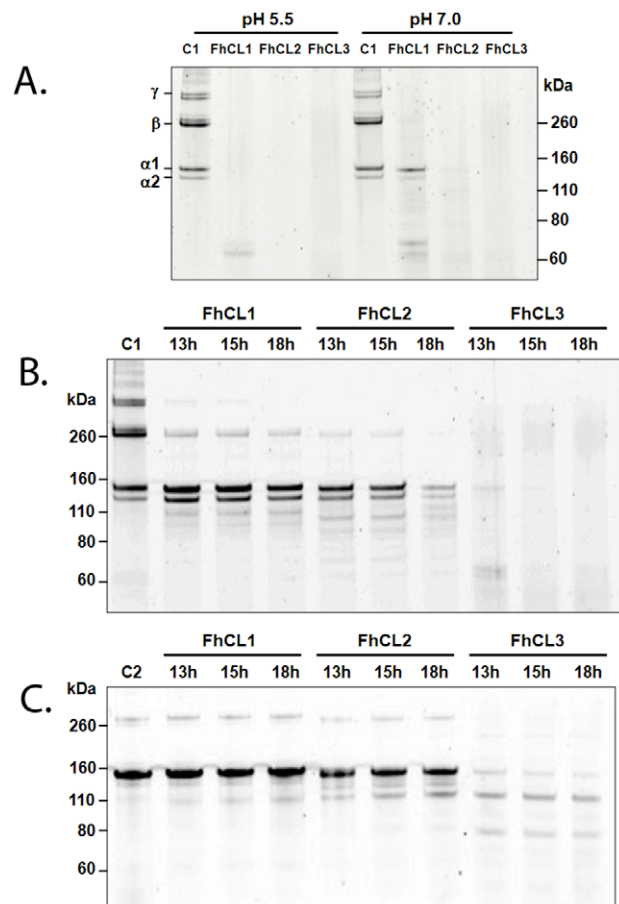 pH 5.5 pH 7.0
C1 FhCL1 FhCL2 FhCL3 C1 FhCL1 FhCL2 FhCL3
A.
kDa
γ
β 260
α1 160
α2
110
80
60
FhCL1 FhCL2 FhCL3
C1 13h 15h 18h 13h 15h 18h 13h 15h 18h
B.
kDa
260
160
110
80
60
FhCL1 FhCL2 FhCL3
C2 13h 15h 18h 13h 15h 18h 13h 15h 18h
C.
kDa
260
160
110
80
60